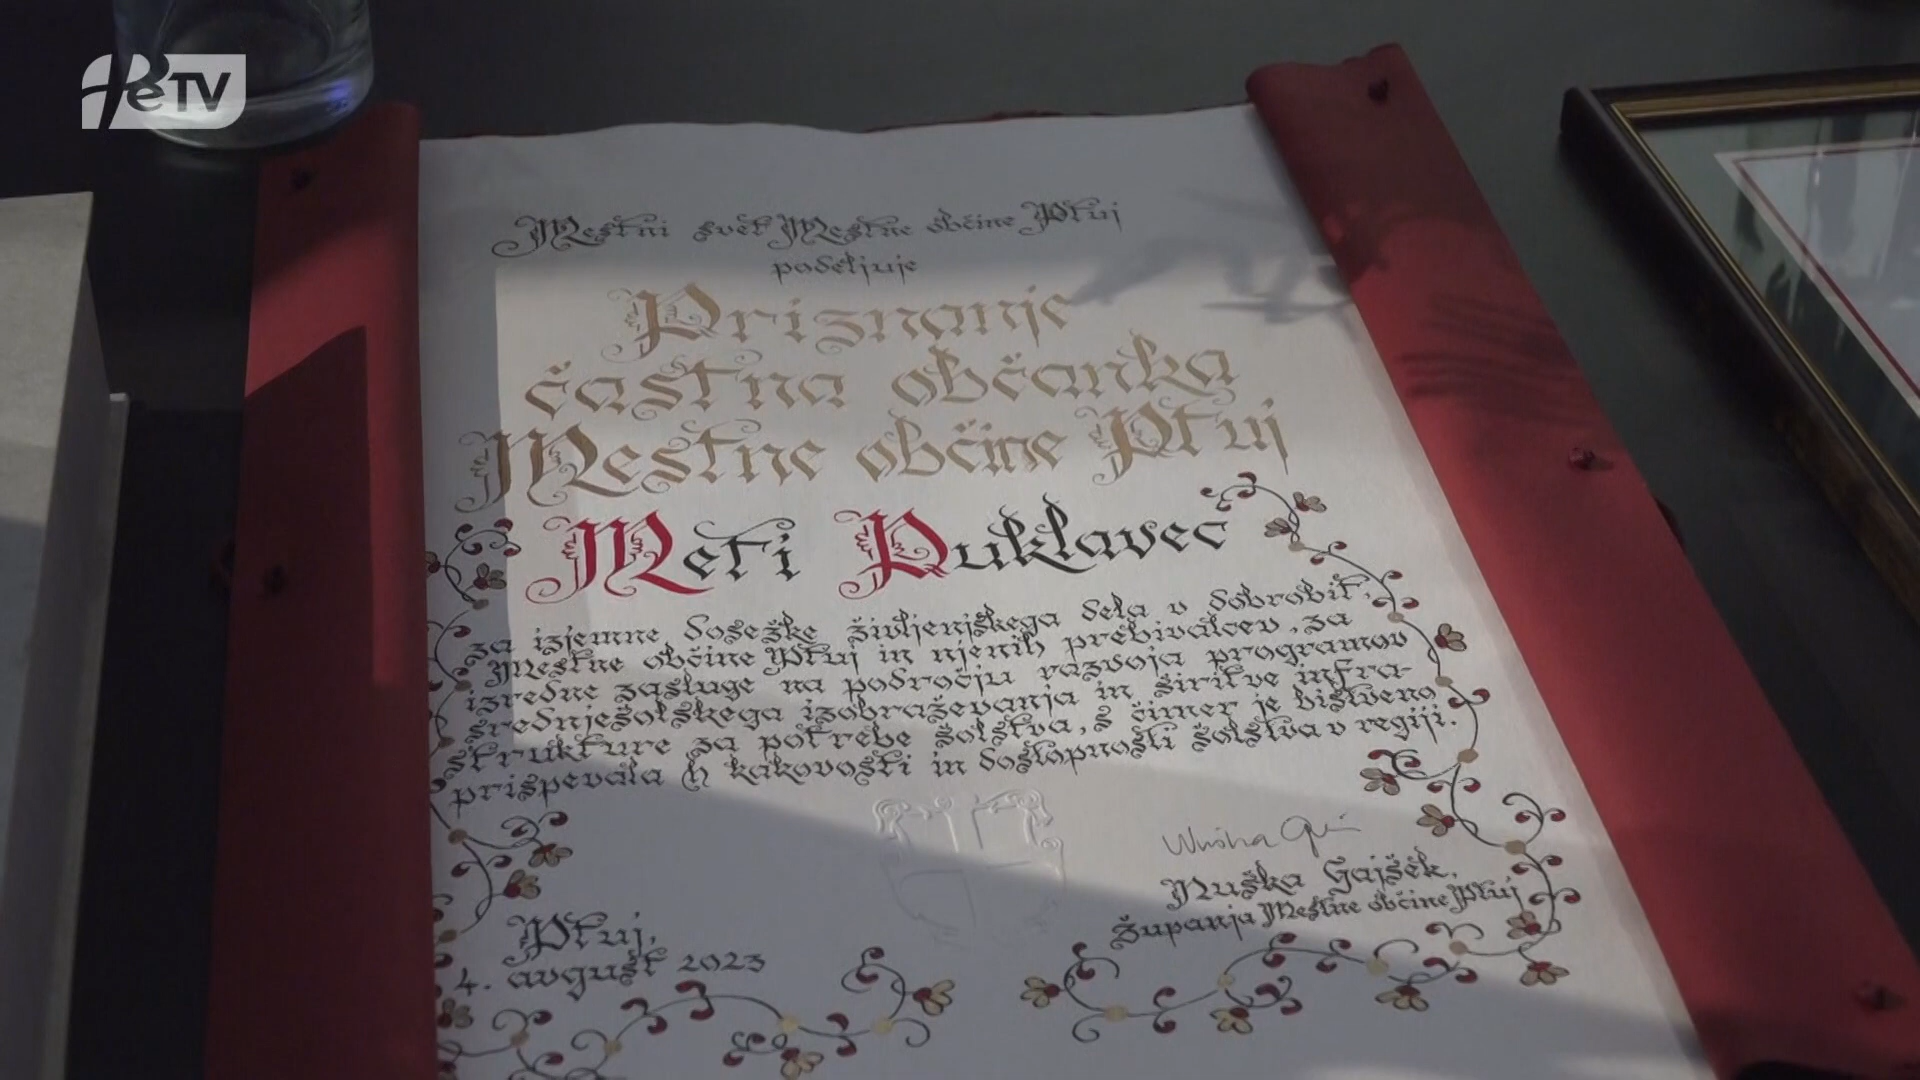 PeTV
Mestni svet Mestne občine Ptuj
podeljuje
Priznanje
častna občanka
Mestne občine Ptuj
Meti Puklavec
za izjemne dosežke življenjskega dela v dobrobit
Mestne občine Ptuj in njenih prebivalcev, za
izredne zasluge na področju razvoja programov
srednješolskega izobraževanja in širitve infra-
strukture za potrebe šolstva, s čimer je bistveno
prispevala h kakovosti in dostopnosti šolstva v regiji.
Nuška Gajšek,
županja Mestne občine Ptuj
Ptuj,
4. avgust 2023